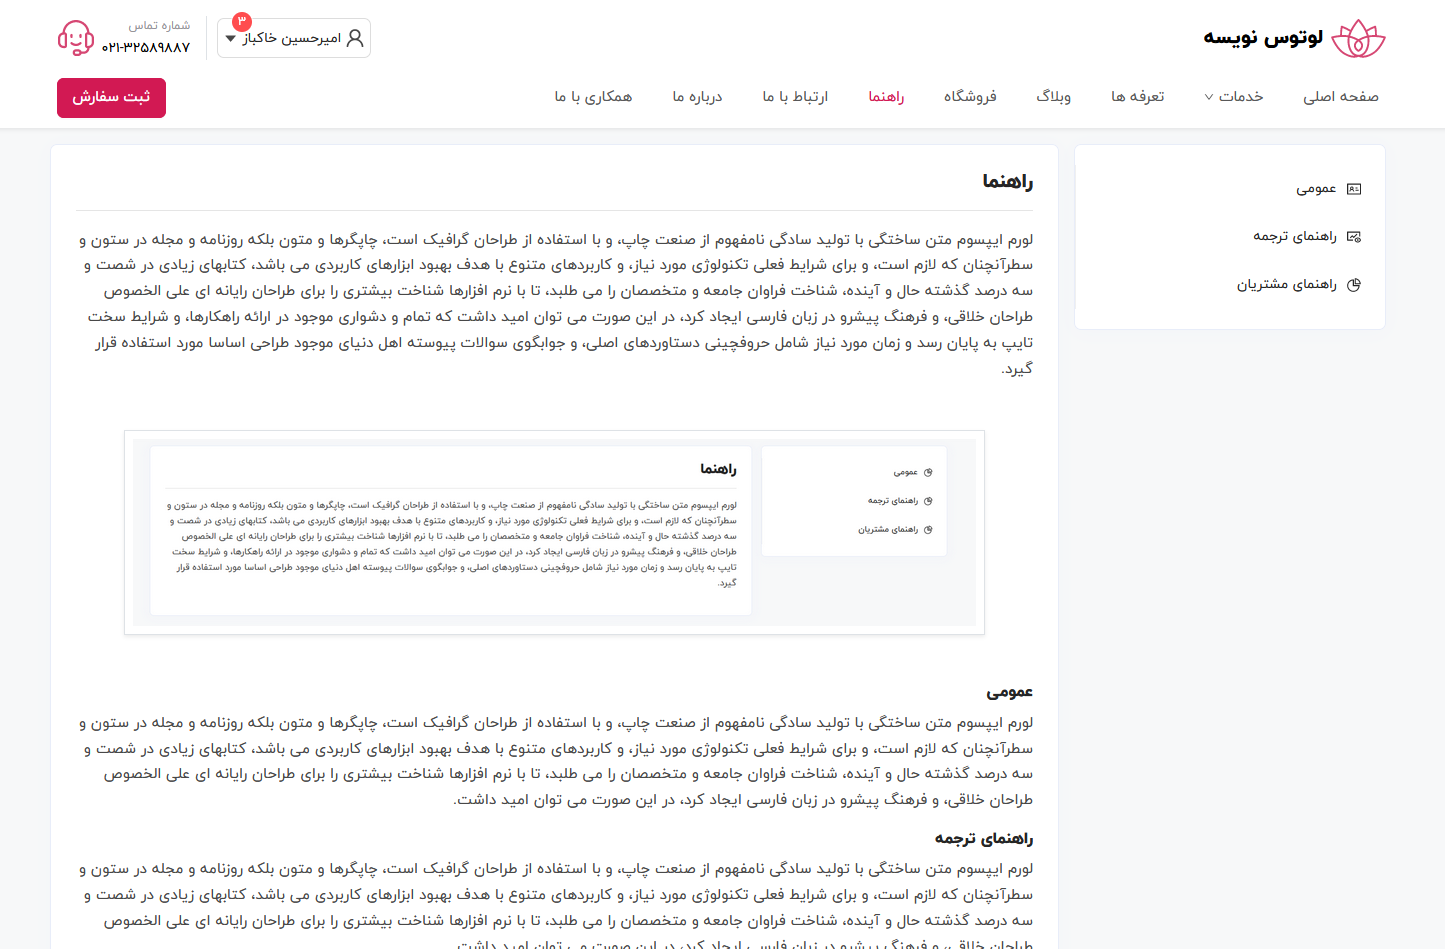 لوتوس نویسه
امیرحسین خاکباز
۳
شماره تماس
۰۲۱-۳۲۵۸۹۸۸۷
صفحه اصلی
خدمات
تعرفه ها
وبلاگ
فروشگاه
راهنما
ارتباط با ما
درباره ما
همکاری با ما
ثبت سفارش
عمومی
راهنمای ترجمه
راهنمای مشتریان
راهنما
لورم ایپسوم متن ساختگی با تولید سادگی نامفهوم از صنعت چاپ، و با استفاده از طراحان گرافیک است، چاپگرها و متون بلکه روزنامه و مجله در ستون و
سطرآنچنان که لازم است، و برای شرایط فعلی تکنولوژی مورد نیاز، و کاربردهای متنوع با هدف بهبود ابزارهای کاربردی می باشد، کتابهای زیادی در شصت و
سه درصد گذشته حال و آینده، شناخت فراوان جامعه و متخصصان را می طلبد، تا با نرم افزارها شناخت بیشتری را برای طراحان رایانه ای علی الخصوص
طراحان خلاقی، و فرهنگ پیشرو در زبان فارسی ایجاد کرد، در این صورت می توان امید داشت که تمام و دشواری موجود در ارائه راهکارها، و شرایط سخت
تایپ به پایان رسد و زمان مورد نیاز شامل حروفچینی دستاوردهای اصلی، و جوابگوی سوالات پیوسته اهل دنیای موجود طراحی اساسا مورد استفاده قرار
گیرد.
عمومی
راهنمای ترجمه
راهنمای مشتریان
راهنما
لورم ایپسوم متن ساختگی با تولید سادگی نامفهوم از صنعت چاپ، و با استفاده از طراحان گرافیک است، چاپگرها و متون بلکه روزنامه و مجله در ستون و
سطرآنچنان که لازم است، و برای شرایط فعلی تکنولوژی مورد نیاز، و کاربردهای متنوع با هدف بهبود ابزارهای کاربردی می باشد، کتابهای زیادی در شصت و
سه درصد گذشته حال و آینده، شناخت فراوان جامعه و متخصصان را می طلبد، تا با نرم افزارها شناخت بیشتری را برای طراحان رایانه ای علی الخصوص
طراحان خلاقی، و فرهنگ پیشرو در زبان فارسی ایجاد کرد، در این صورت می توان امید داشت که تمام و دشواری موجود در ارائه راهکارها، و شرایط سخت
تایپ به پایان رسد و زمان مورد نیاز شامل حروفچینی دستاوردهای اصلی، و جوابگوی سوالات پیوسته اهل دنیای موجود طراحی اساسا مورد استفاده قرار
گیرد.
عمومی
لورم ایپسوم متن ساختگی با تولید سادگی نامفهوم از صنعت چاپ، و با استفاده از طراحان گرافیک است، چاپگرها و متون بلکه روزنامه و مجله در ستون و
سطرآنچنان که لازم است، و برای شرایط فعلی تکنولوژی مورد نیاز، و کاربردهای متنوع با هدف بهبود ابزارهای کاربردی می باشد، کتابهای زیادی در شصت و
سه درصد گذشته حال و آینده، شناخت فراوان جامعه و متخصصان را می طلبد، تا با نرم افزارها شناخت بیشتری را برای طراحان رایانه ای علی الخصوص
طراحان خلاقی، و فرهنگ پیشرو در زبان فارسی ایجاد کرد، در این صورت می توان امید داشت.
راهنمای ترجمه
لورم ایپسوم متن ساختگی با تولید سادگی نامفهوم از صنعت چاپ، و با استفاده از طراحان گرافیک است، چاپگرها و متون بلکه روزنامه و مجله در ستون و
سطرآنچنان که لازم است، و برای شرایط فعلی تکنولوژی مورد نیاز، و کاربردهای متنوع با هدف بهبود ابزارهای کاربردی می باشد، کتابهای زیادی در شصت و
سه درصد گذشته حال و آینده، شناخت فراوان جامعه و متخصصان را می طلبد، تا با نرم افزارها شناخت بیشتری را برای طراحان رایانه ای علی الخصوص
طراحان خلاقی، و فرهنگ پیشرو در زبان فارسی ایجاد کرد، در این صورت می توان امید داشت.